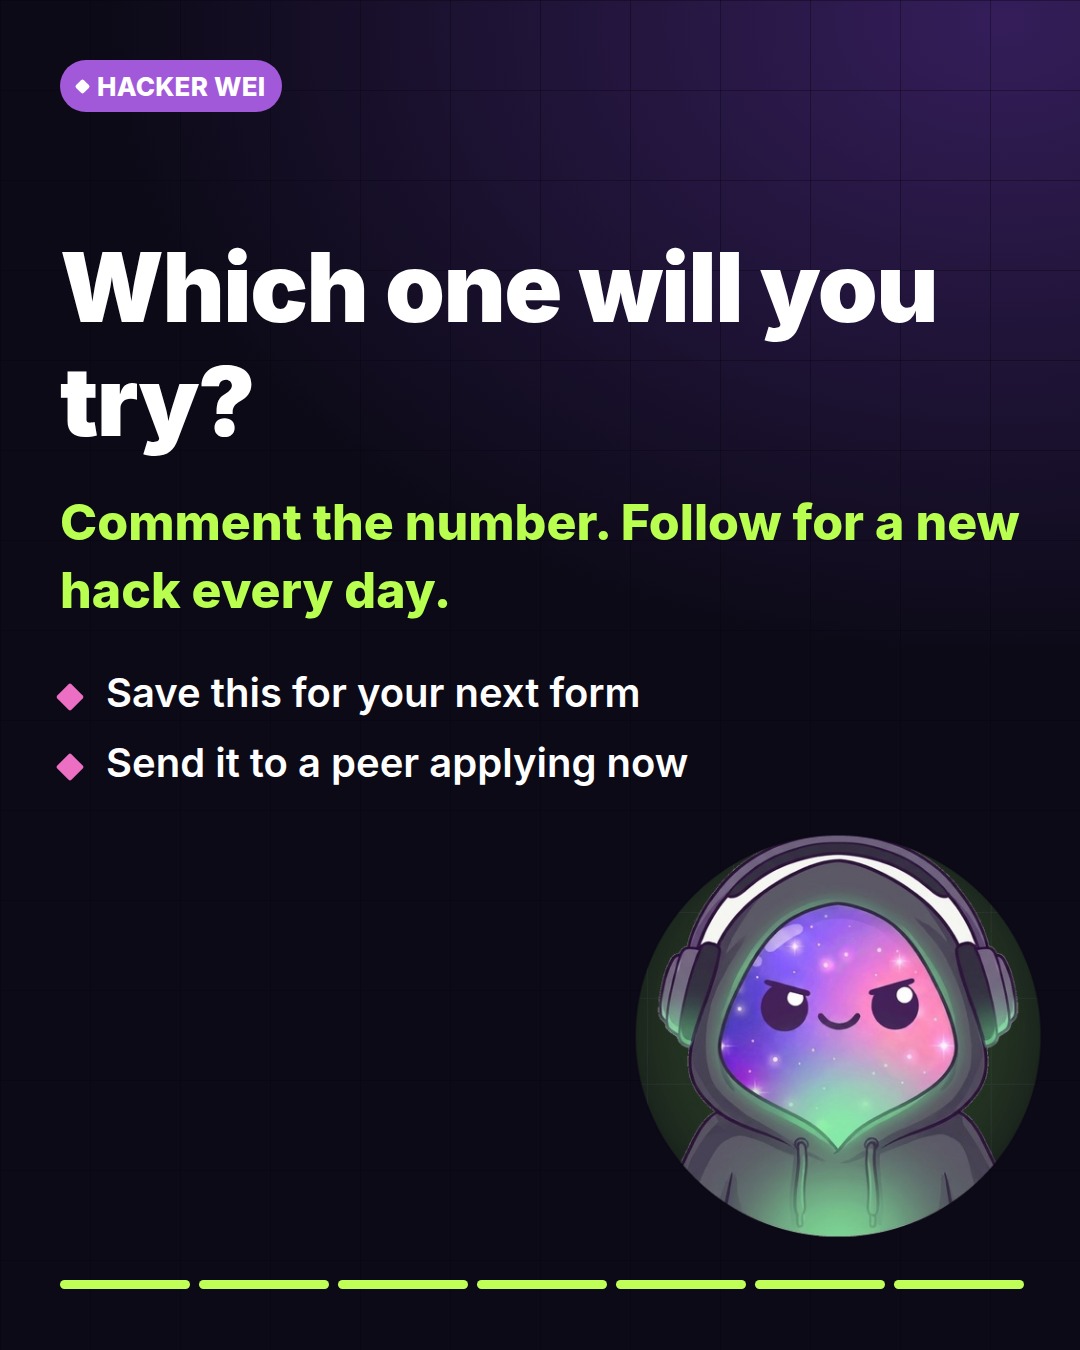 HACKER WEI
Which one will you
try?
Comment the number. Follow for a new
hack every day.
Save this for your next form
Send it to a peer applying now